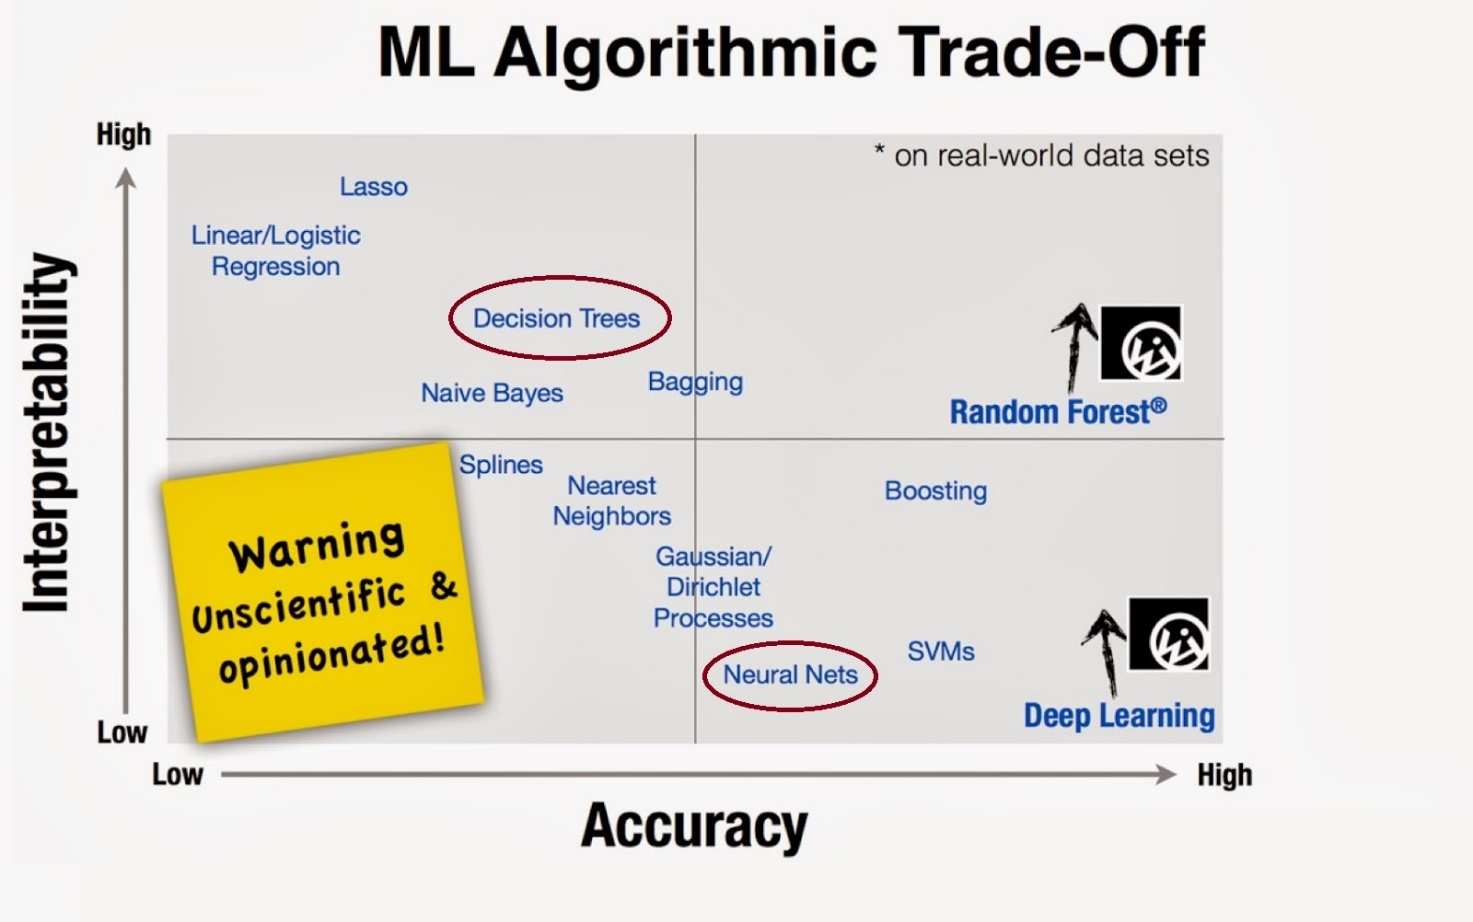 ML Algorithmic Trade-Off
High
* on real-world data sets
Lasso
Linear/Logistic
Regression
Decision Trees
Naive Bayes
Bagging
Random Forest®
Interpretability
Splines
Nearest
Neighbors
Boosting
Gaussian/
Dirichlet
Processes
Neural Nets
SVMs
Deep Learning
Warning
Unscientific &
opinionated!
Low
Low
High
Accuracy